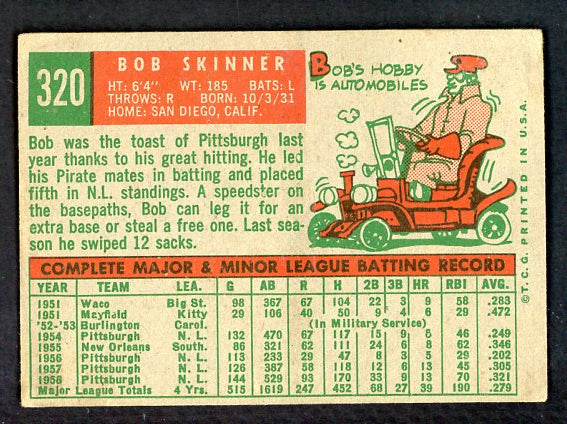 320
BOB SKINNER
HT: 6'4" WT: 185 BATS: L
THROWS: R BORN: 10/3/31
HOME: SAN DIEGO, CALIF.
Bob was the toast of Pittsburgh last
year thanks to his great hitting. He led
his Pirate mates in batting and placed
fifth in N.L. standings. A speedster on
the basepaths, Bob can leg it for an
extra base or steal a free one. Last sea-
son he swiped 12 sacks.
BOB'S HOBBY
IS AUTOMOBILES
© T.C.G. PRINTED IN U.S.A.
COMPLETE MAJOR & MINOR LEAGUE BATTING RECORD
YEAR TEAM LEA. G AB R H 2B 3B HR RBI AVG.
1951 Waco Big St. 98 367 67 104 22 3 9 58 .283
1951 Mayfield Kitty 29 106 40 50 9 4 6 29 .472
'52-'53 Burlington Carol. (In Military Service)
1954 Pittsburgh N. L. 132 470 67 117 15 9 8 46 .249
1955 New Orleans South. 86 321 62 111 24 6 8 61 .346
1956 Pittsburgh N. L. 113 233 29 47 8 3 5 29 .202
1957 Pittsburgh N. L. 126 387 58 118 12 6 13 45 .305
1958 Pittsburgh N. L. 144 529 93 170 33 9 13 70 .321
Major League Totals 4 Yrs. 515 1619 247 452 68 27 39 190 .279